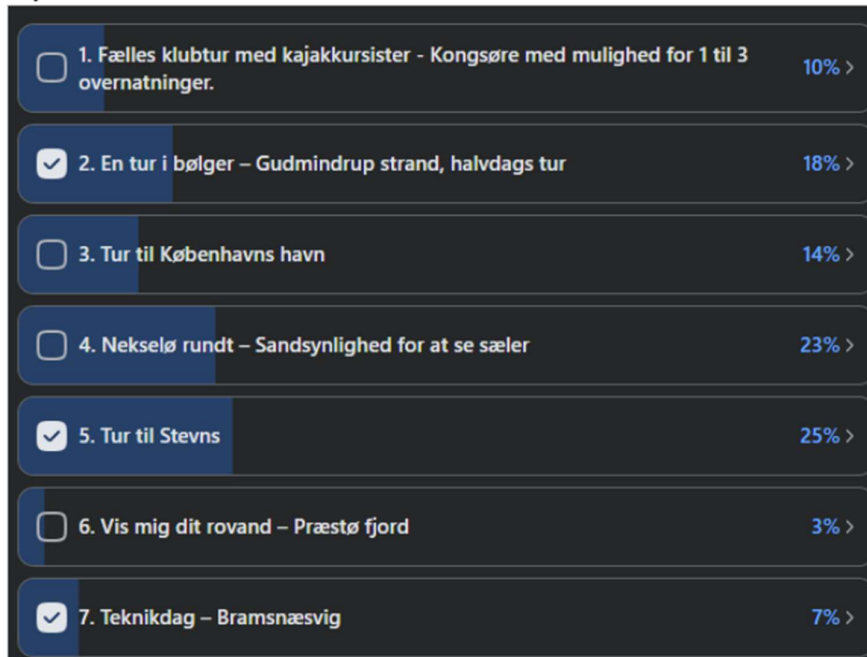 1. Fælles klubtur med kajakkursister - Kongsøre med mulighed for 1 til 3
overnatninger.
10% >
2. En tur i bølger – Gudmindrup strand, halvdags tur
18% >
3. Tur til Københavns havn
14% >
4. Nekselø rundt – Sandsynlighed for at se sæler
23% >
5. Tur til Stevns
25% >
6. Vis mig dit rovand – Præstø fjord
3% >
7. Teknikdag – Bramsnæsvig
7% >